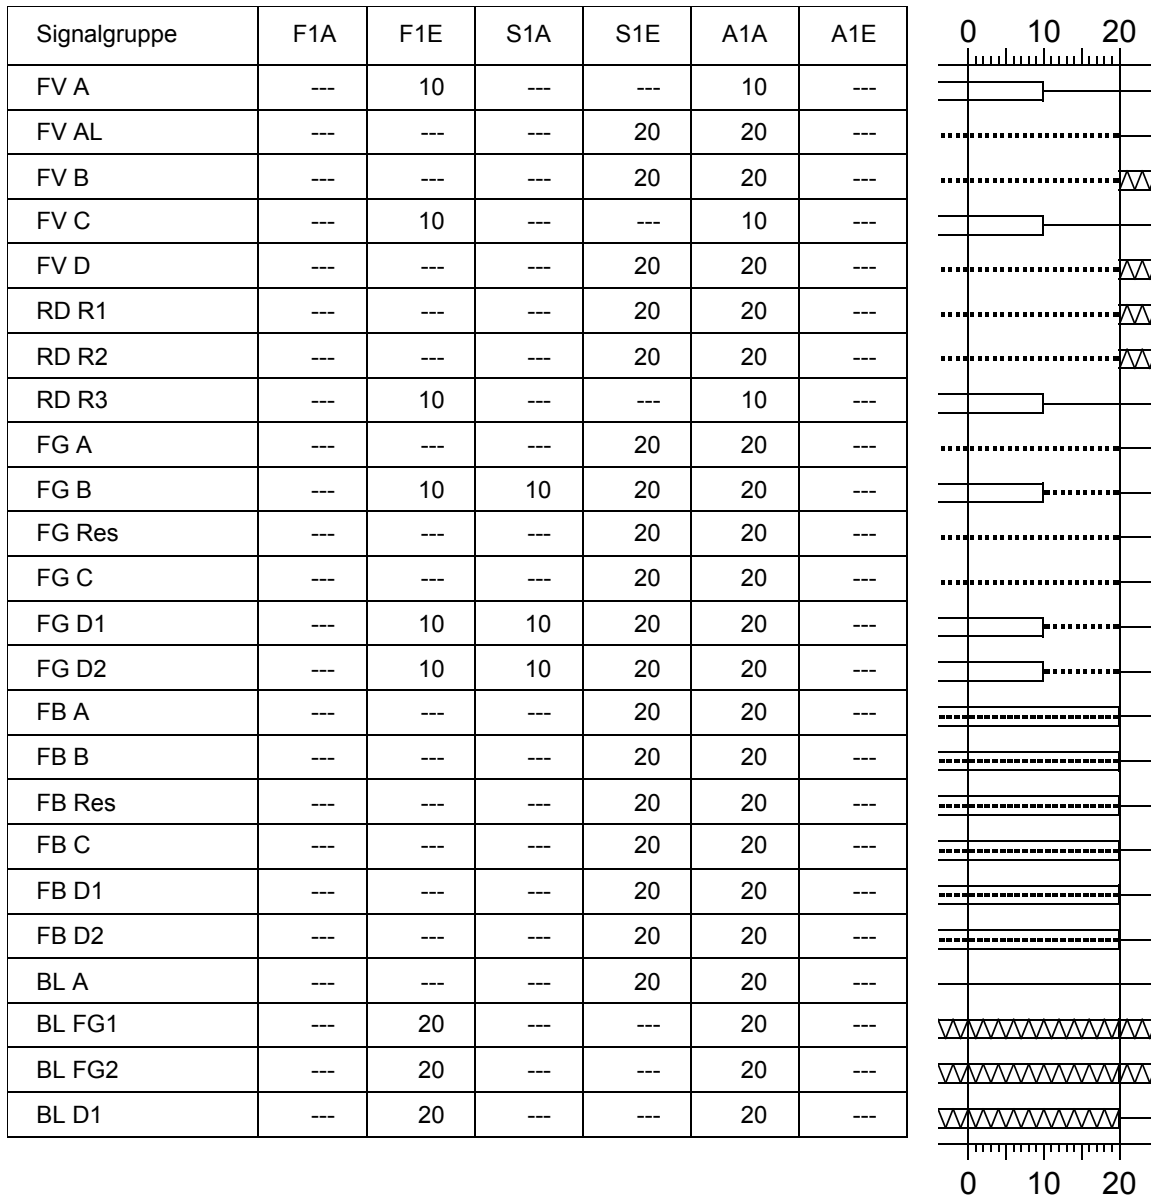 Signalgruppe F1A F1E S1A S1E A1A A1E 0 10 20
FV A --- 10 --- --- 10 ---
FV AL --- --- --- 20 20 ---
FV B --- --- --- 20 20 ---
FV C --- 10 --- --- 10 ---
FV D --- --- --- 20 20 ---
RD R1 --- --- --- 20 20 ---
RD R2 --- --- --- 20 20 ---
RD R3 --- 10 --- --- 10 ---
FG A --- --- --- 20 20 ---
FG B --- 10 10 20 20 ---
FG Res --- --- --- 20 20 ---
FG C --- --- --- 20 20 ---
FG D1 --- 10 10 20 20 ---
FG D2 --- 10 10 20 20 ---
FB A --- --- --- 20 20 ---
FB B --- --- --- 20 20 ---
FB Res --- --- --- 20 20 ---
FB C --- --- --- 20 20 ---
FB D1 --- --- --- 20 20 ---
FB D2 --- --- --- 20 20 ---
BL A --- --- --- 20 20 ---
BL FG1 --- 20 --- --- 20 ---
BL FG2 --- 20 --- --- 20 ---
BL D1 --- 20 --- --- 20 ---
0 10 20